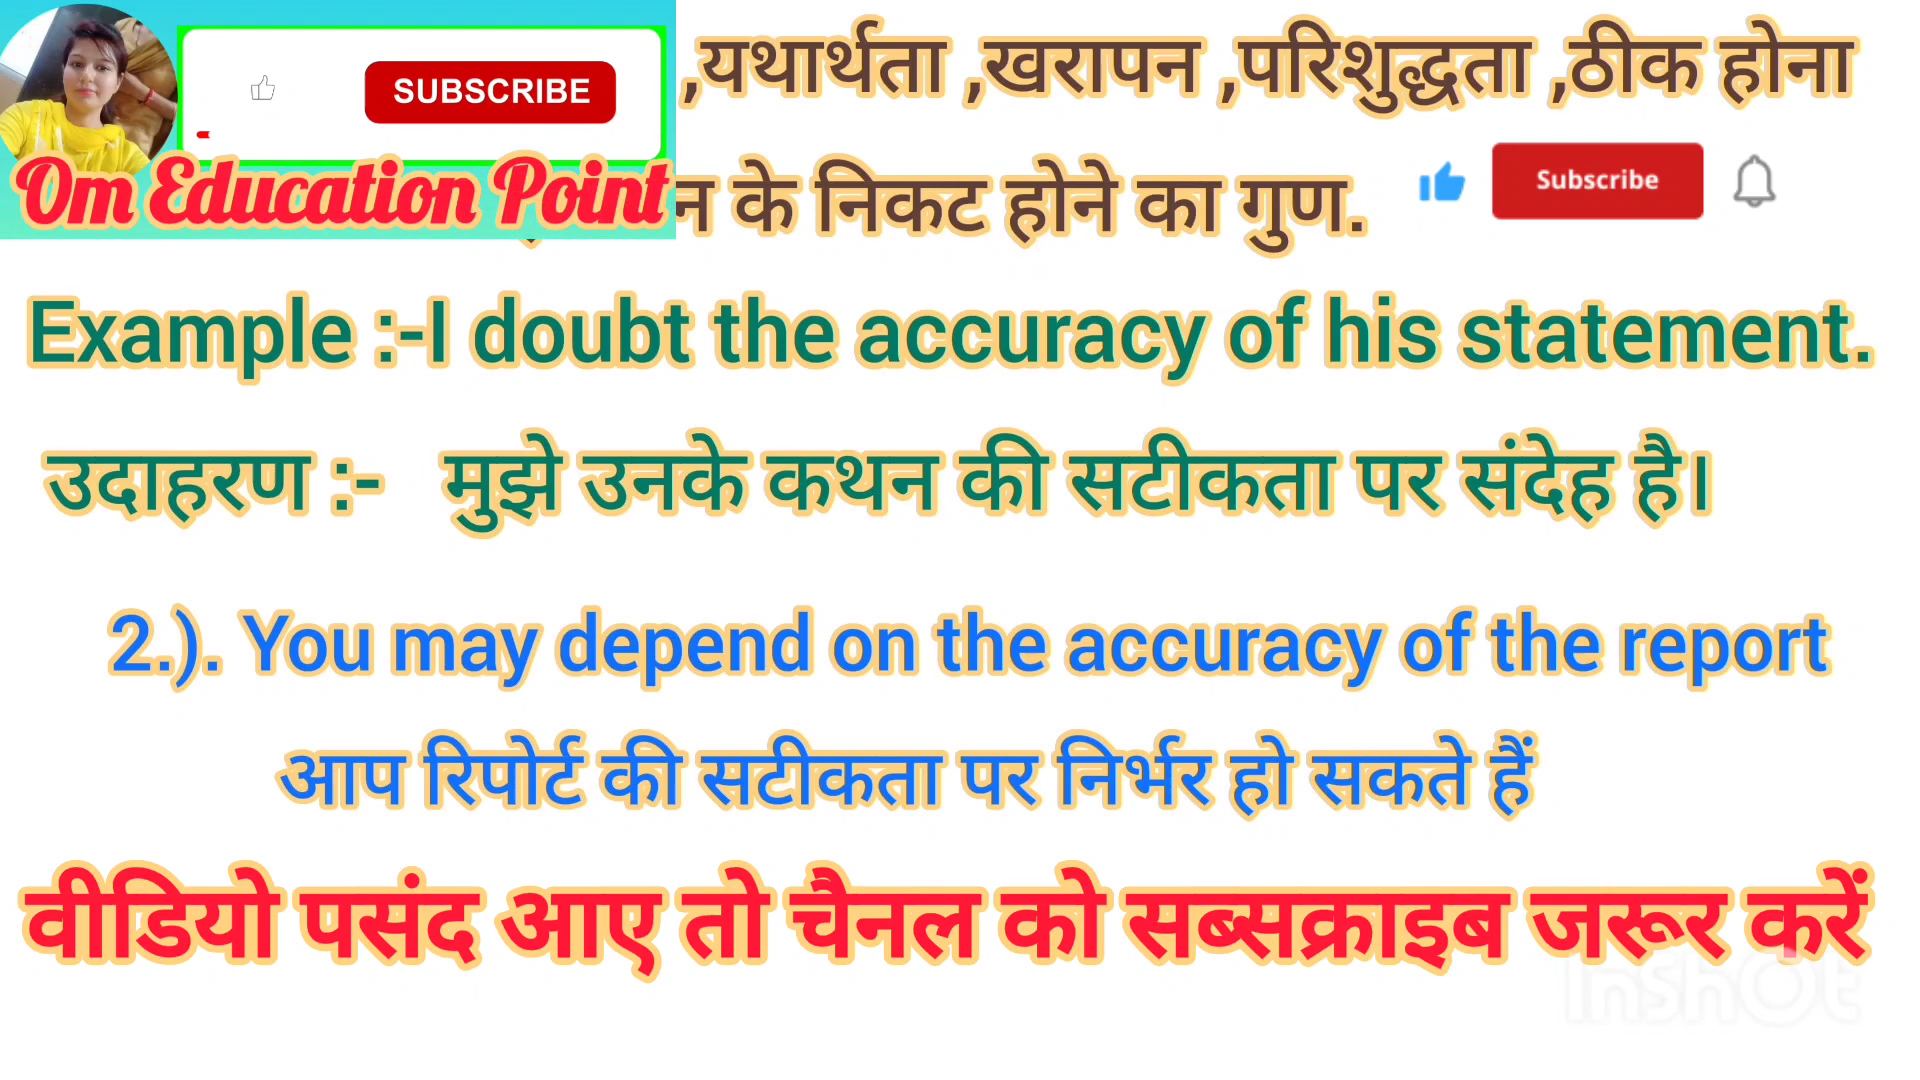 ,यथार्थता ,खरापन ,परिशुद्धता ,ठीक होना
SUBSCRIBE
Om Education Point
के निकट होने का गुण.
Subscribe
Example :-I doubt the accuracy of his statement.
उदाहरण :- मुझे उनके कथन की सटीकता पर संदेह है।
2.). You may depend on the accuracy of the report
आप रिपोर्ट की सटीकता पर निर्भर हो सकते हैं
वीडियो पसंद आए तो चैनल को सब्सक्राइब जरूर करें
InShOt